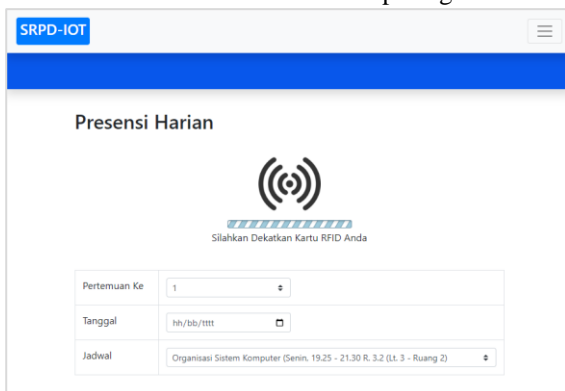 SRPD-IOT
Presensi Harian
Silahkan Dekatkan Kartu RFID Anda
Pertemuan Ke 1
Tanggal hh/bb/tttt
Jadwal Organisasi Sistem Komputer (Senin. 19.25 - 21.30 R. 3.2 (Lt. 3 - Ruang 2)